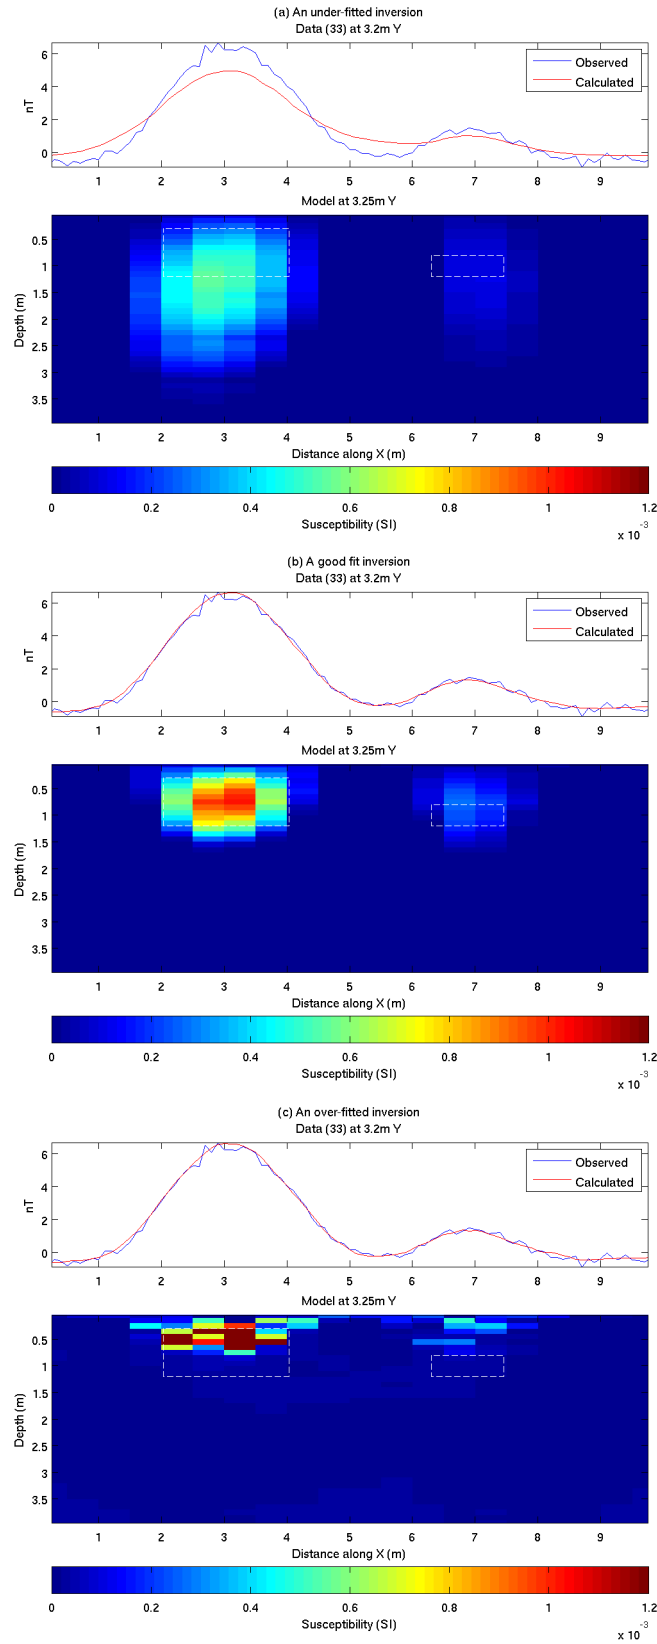 (a) An under-fitted inversion
Data (33) at 3.2m Y
6
4
2
0
nT
Observed
Calculated
1 2 3 4 5 6 7 8 9
Model at 3.25m Y
0.5
1
1.5
2
2.5
3
3.5
Depth (m)
1 2 3 4 5 6 7 8 9
Distance along X (m)
0 0.2 0.4 0.6 0.8 1 1.2
Susceptibility (SI)
x 10-3
(b) A good fit inversion
Data (33) at 3.2m Y
6
4
2
0
nT
Observed
Calculated
1 2 3 4 5 6 7 8 9
Model at 3.25m Y
0.5
1
1.5
2
2.5
3
3.5
Depth (m)
1 2 3 4 5 6 7 8 9
Distance along X (m)
0 0.2 0.4 0.6 0.8 1 1.2
Susceptibility (SI)
x 10-3
(c) An over-fitted inversion
Data (33) at 3.2m Y
6
4
2
0
nT
Observed
Calculated
1 2 3 4 5 6 7 8 9
Model at 3.25m Y
0.5
1
1.5
2
2.5
3
3.5
Depth (m)
1 2 3 4 5 6 7 8 9
Distance along X (m)
0 0.2 0.4 0.6 0.8 1 1.2
Susceptibility (SI)
x 10-3